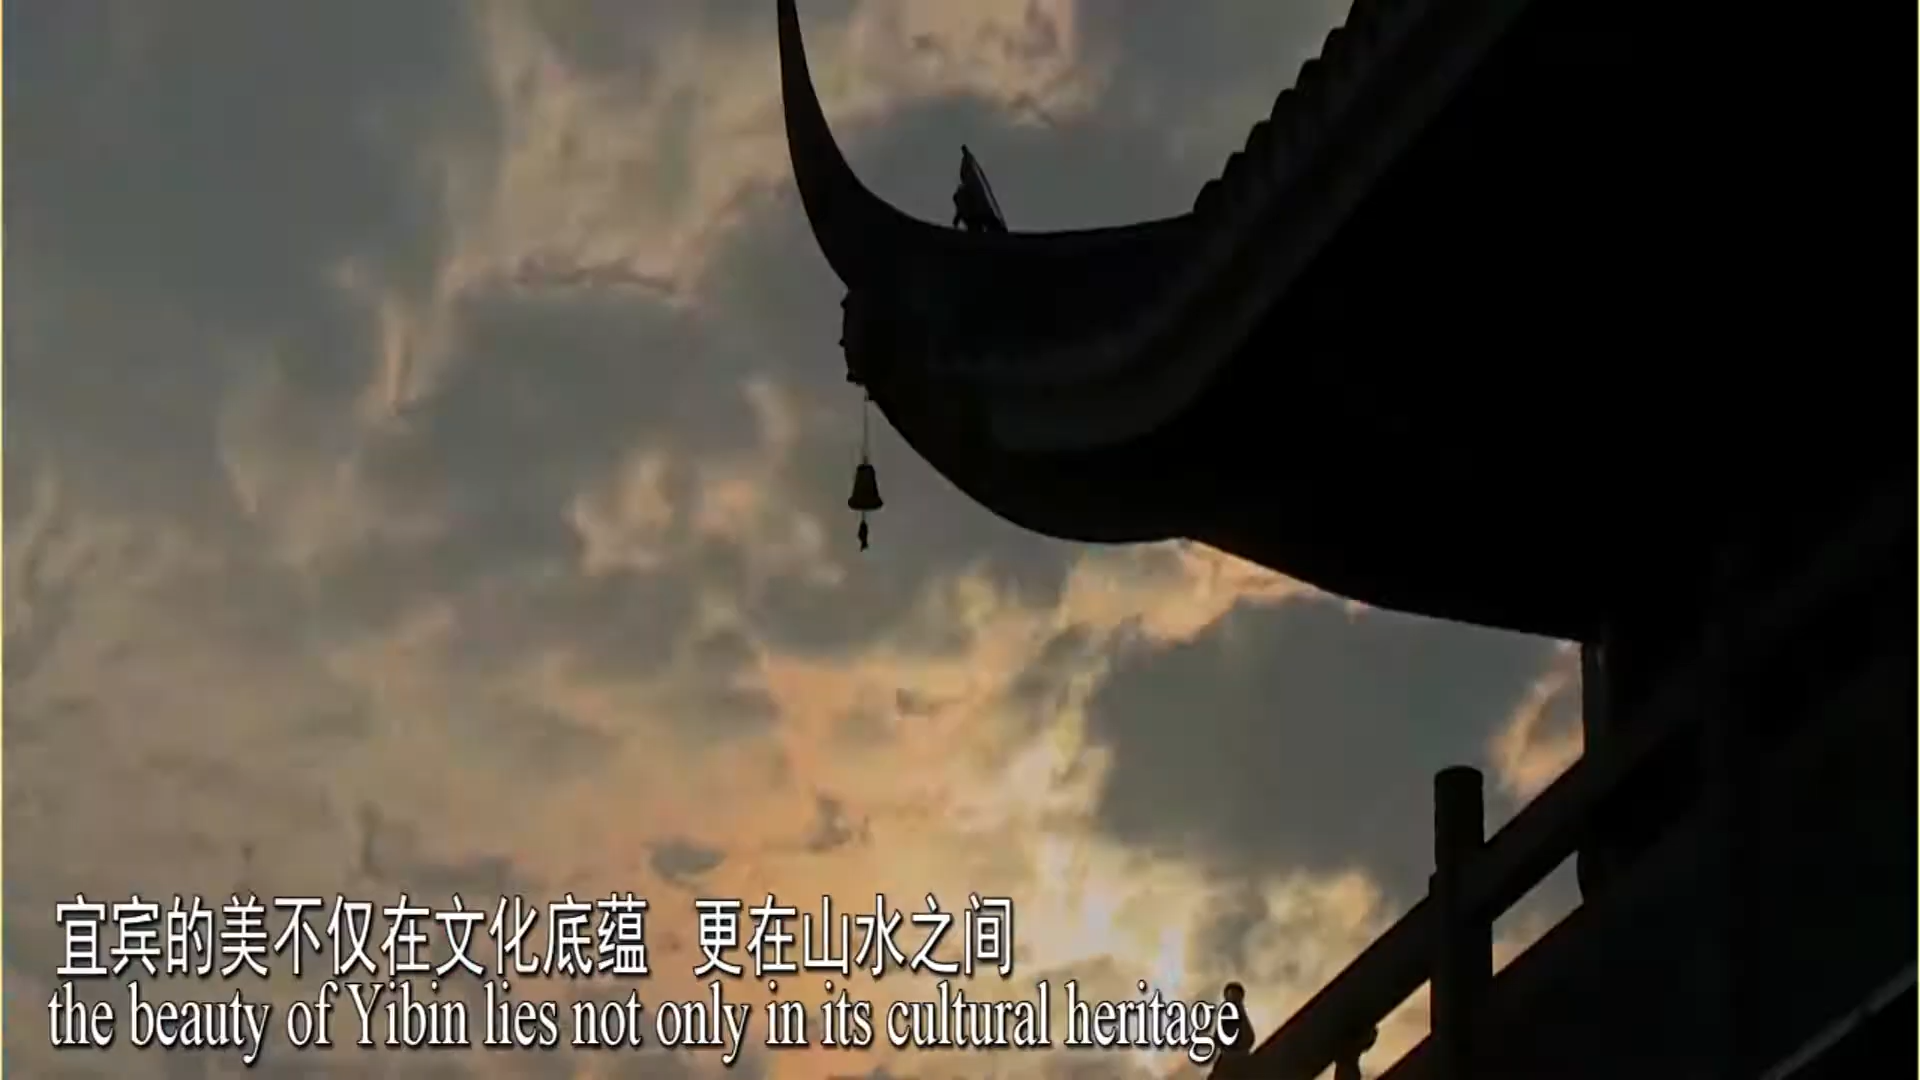 宜宾的美不仅在文化底蕴 更在山水之间
the beauty of Yibin lies not only in its cultural heritage